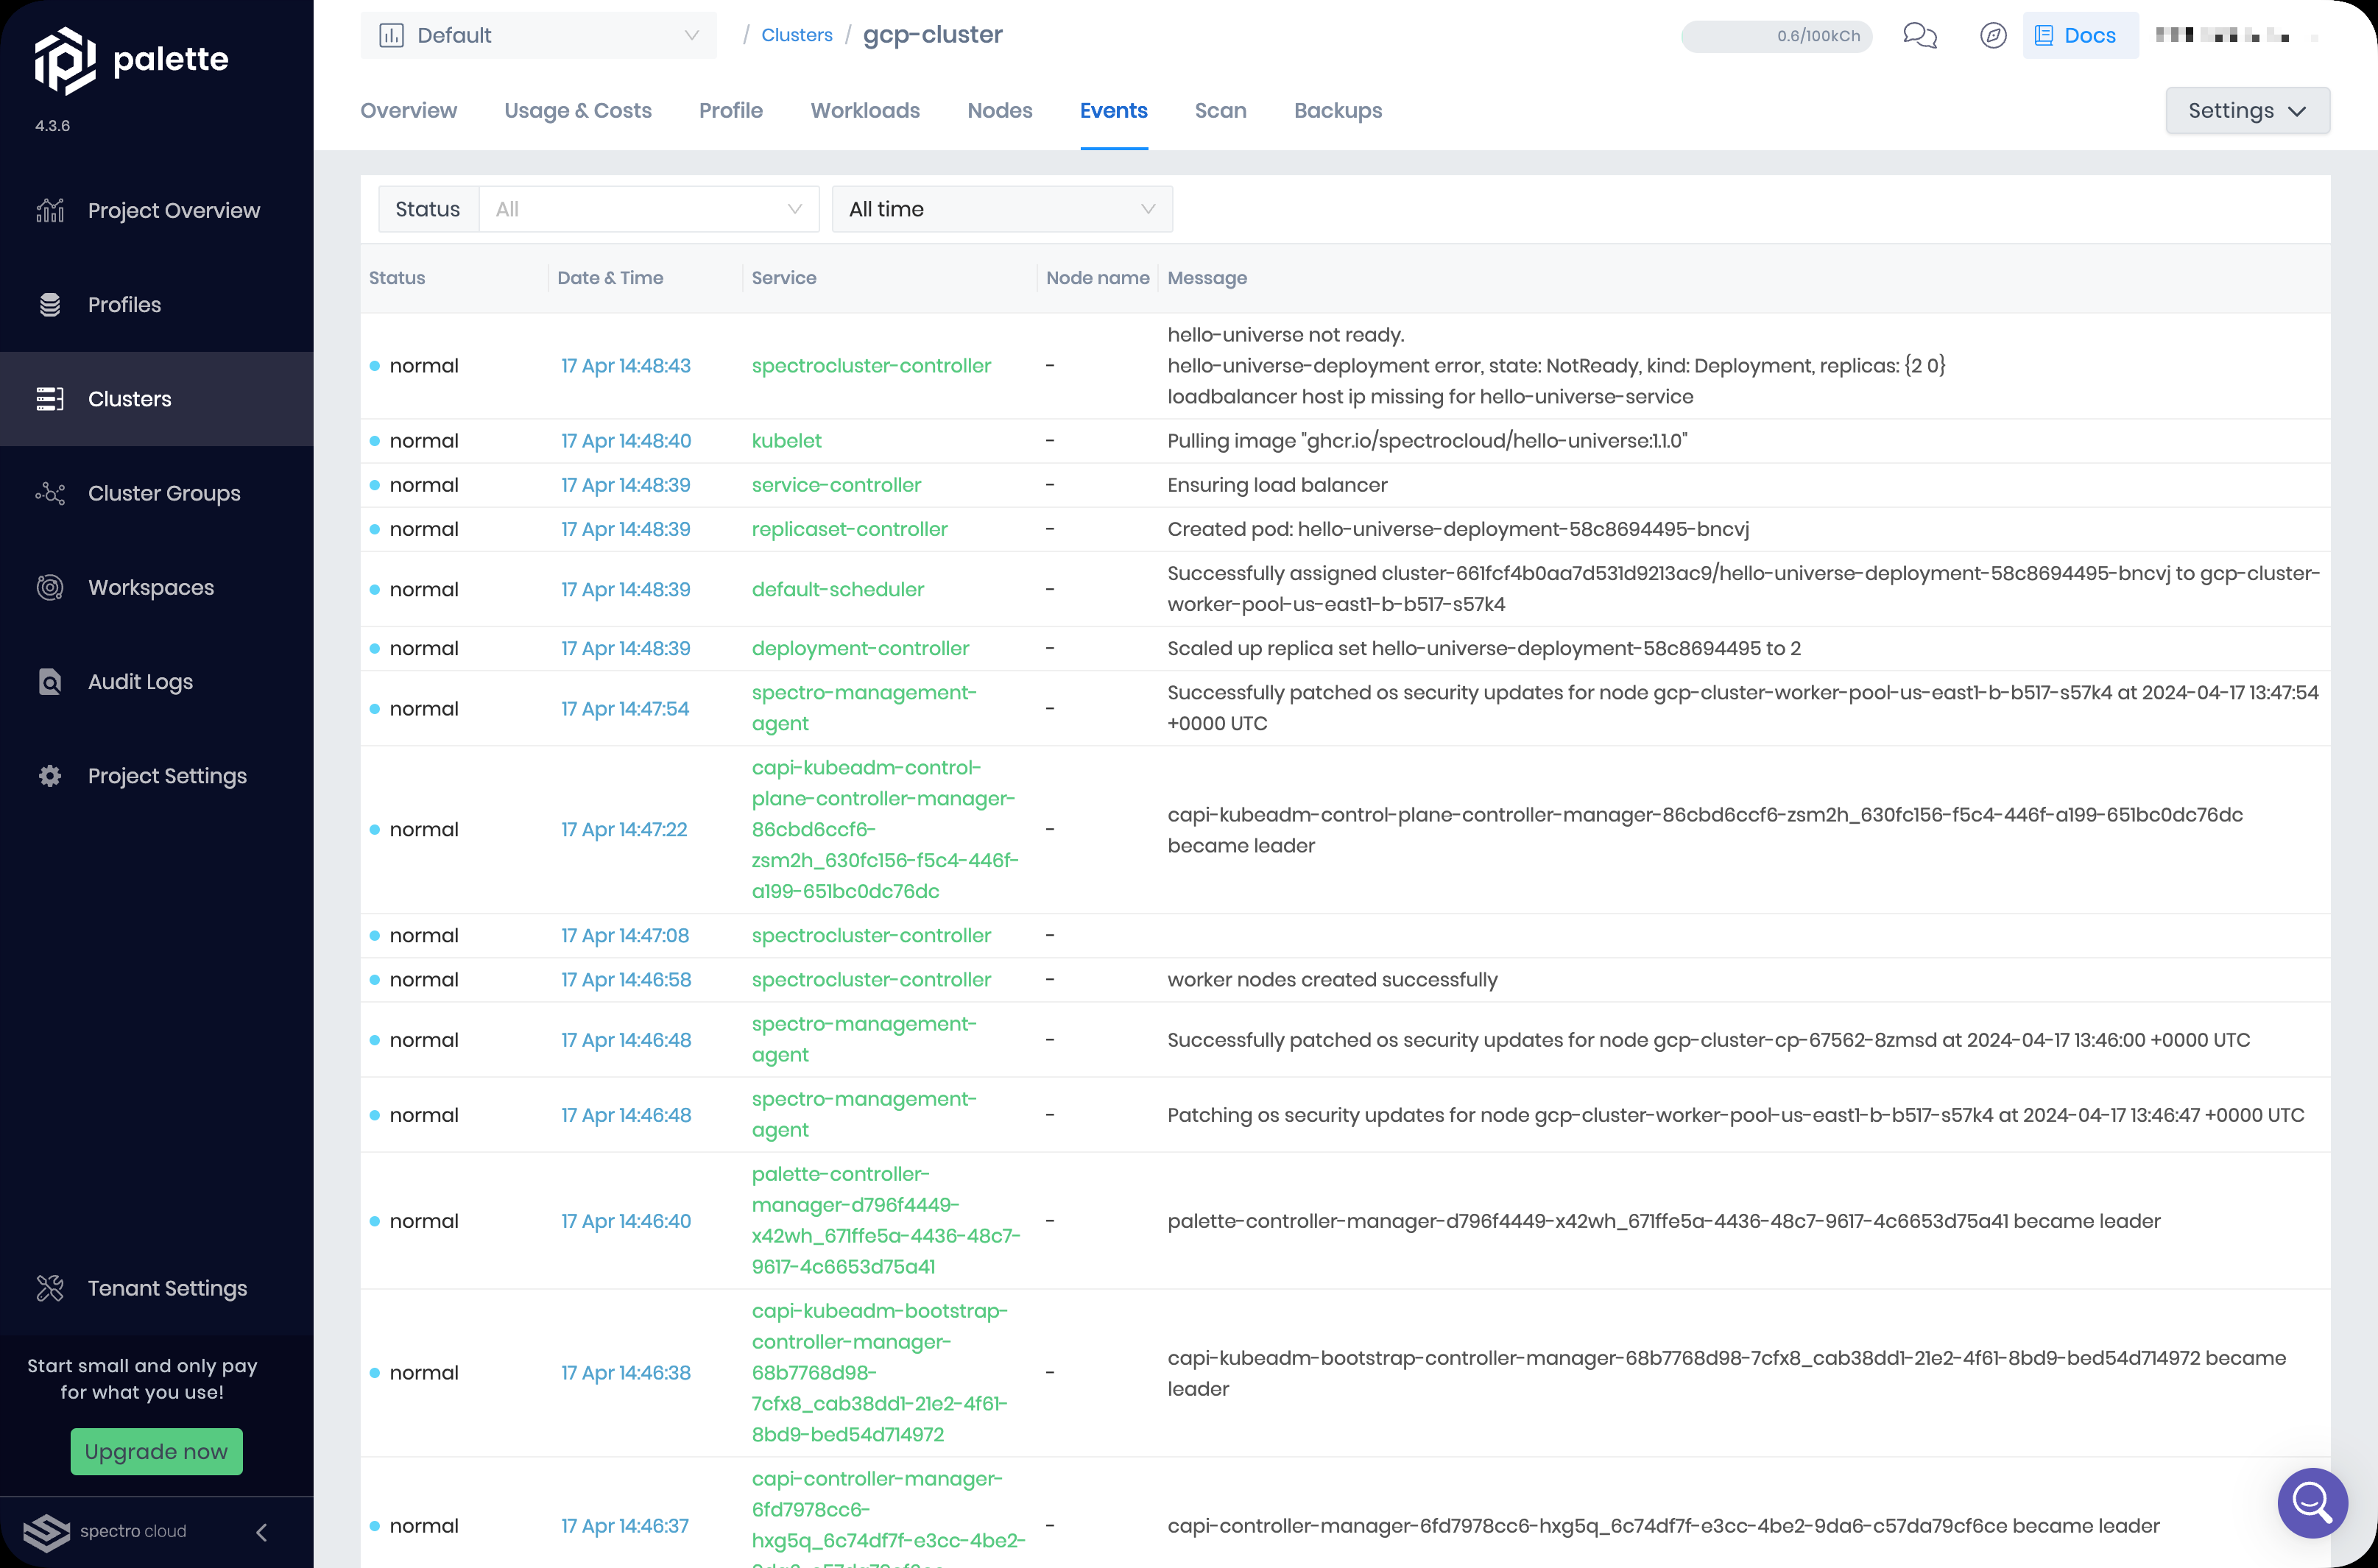 palette
4.3.6
Project Overview
Profiles
Clusters
Cluster Groups
Workspaces
Audit Logs
Project Settings
Tenant Settings
Start small and only pay
for what you use!
Upgrade now
spectro cloud
Default / Clusters / gcp-cluster 0.6/100kCh Docs
Overview Usage & Costs Profile Workloads Nodes Events Scan Backups Settings
Status All All time
Status Date & Time Service Node name Message
hello-universe not ready.
normal 17 Apr 14:48:43 spectrocluster-controller - hello-universe-deployment error, state: NotReady, kind: Deployment, replicas: {2 0}
loadbalancer host ip missing for hello-universe-service
normal 17 Apr 14:48:40 kubelet - Pulling image "ghcr.io/spectrocloud/hello-universe:1.1.0"
normal 17 Apr 14:48:39 service-controller - Ensuring load balancer
normal 17 Apr 14:48:39 replicaset-controller - Created pod: hello-universe-deployment-58c8694495-bncvj
normal 17 Apr 14:48:39 default-scheduler - Successfully assigned cluster-661fcf4b0aa7d531d9213ac9/hello-universe-deployment-58c8694495-bncvj to gcp-cluster-
worker-pool-us-east1-b-b517-s57k4
normal 17 Apr 14:48:39 deployment-controller - Scaled up replica set hello-universe-deployment-58c8694495 to 2
normal 17 Apr 14:47:54 spectro-management- - Successfully patched os security updates for node gcp-cluster-worker-pool-us-east1-b-b517-s57k4 at 2024-04-17 13:47:54
agent +0000 UTC
capi-kubeadm-control-
plane-controller-manager-
normal 17 Apr 14:47:22 86cbd6ccf6- - capi-kubeadm-control-plane-controller-manager-86cbd6ccf6-zsm2h_630fc156-f5c4-446f-a199-651bc0dc76dc
zsm2h_630fc156-f5c4-446f- became leader
a199-651bc0dc76dc
normal 17 Apr 14:47:08 spectrocluster-controller -
normal 17 Apr 14:46:58 spectrocluster-controller - worker nodes created successfully
normal 17 Apr 14:46:48 spectro-management- - Successfully patched os security updates for node gcp-cluster-cp-67562-8zmsd at 2024-04-17 13:46:00 +0000 UTC
agent
normal 17 Apr 14:46:48 spectro-management- - Patching os security updates for node gcp-cluster-worker-pool-us-east1-b-b517-s57k4 at 2024-04-17 13:46:47 +0000 UTC
agent
palette-controller-
manager-d796f4449-
normal 17 Apr 14:46:40 x42wh_671ffe5a-4436-48c7- - palette-controller-manager-d796f4449-x42wh_671ffe5a-4436-48c7-9617-4c6653d75a41 became leader
9617-4c6653d75a41
capi-kubeadm-bootstrap-
controller-manager-
normal 17 Apr 14:46:38 68b7768d98- - capi-kubeadm-bootstrap-controller-manager-68b7768d98-7cfx8_cab38dd1-21e2-4f61-8bd9-bed54d714972 became
7cfx8_cab38dd1-21e2-4f61- leader
8bd9-bed54d714972
capi-controller-manager-
6fd7978cc6-
normal 17 Apr 14:46:37 hxg5q_6c74df7f-e3cc-4be2- - capi-controller-manager-6fd7978cc6-hxg5q_6c74df7f-e3cc-4be2-9da6-c57da79cf6ce became leader